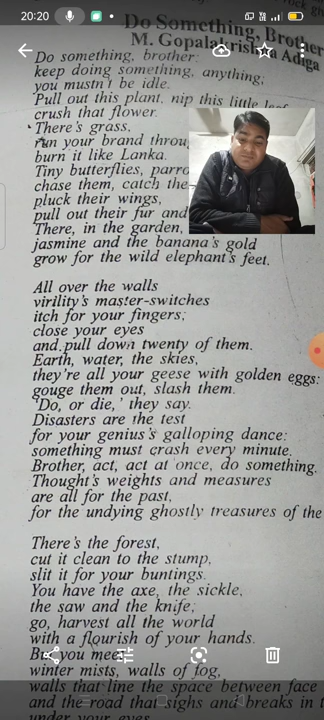 20:20
Do Something, Brother
M. Gopalakrishna Adiga
Do something, brother:
keep doing something, anything;
you mustn't be idle.
Pull out this plant, nip this little leaf
crush that flower.
There's grass,
run your brand
burn it like Lanka.
Tiny butterflies,
chase them, catch the
pluck their wings,
pull out their fur and
There, in the garden,
jasmine and the banana's gold
grow for the wild elephant's feet.
All over the walls
virility's master-switches
itch for your fingers;
close your eyes
and pull down twenty of them.
Earth, water, the skies,
they're all your geese with golden eggs:
gouge them out, slash them.
'Do, or die,' they say.
Disasters are the test
for your genius's galloping dance:
something must crash every minute.
Brother, act, act at once, do something.
Thought's weights and measures
are all for the past,
for the undying ghostly treasures of the
There's the forest,
cut it clean to the stump,
slit it for your buntings.
You have the axe, the sickle,
the saw and the knife;
go, harvest all the world
with a flourish of your hands.
But you meet
winter mists, walls of fog,
walls that line the space between face
and the road that sighs and breaks in
under your eyes